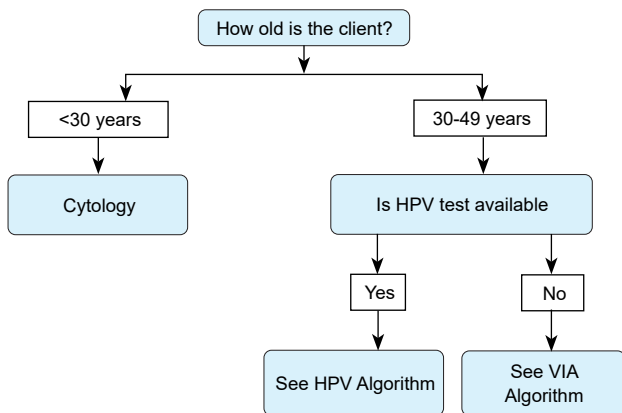 How old is the client?
<30 years
30-49 years
Cytology
Is HPV test available
Yes
No
See HPV Algorithm
See VIA
Algorithm